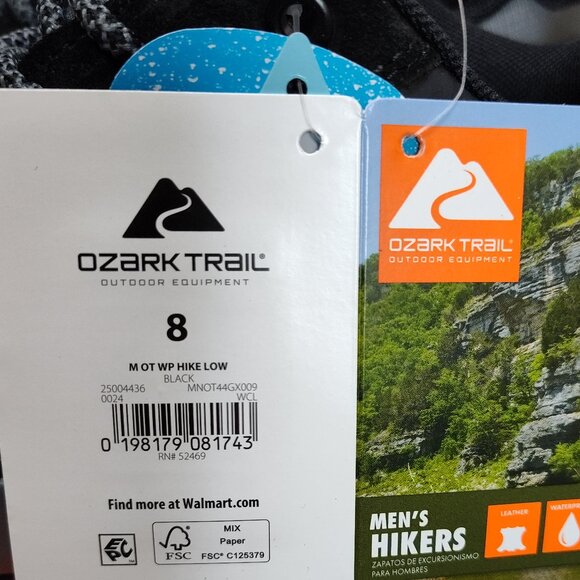 OZARK TRAIL®
OUTDOOR EQUIPMENT
8
M OT WP HIKE LOW
BLACK
25004436 MNOT44GX009
0024 WCL
0 198179 081743
RN# 52469
Find more at Walmart.com
EFC
FSC
MIX
Paper
FSC® C125379
OZARK TRAIL®
OUTDOOR EQUIPMENT
MEN'S
HIKERS
ZAPATOS DE EXCURSIONISMO
PARA HOMBRES
LEATHER